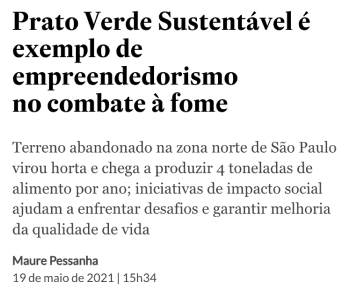 Prato Verde Sustentável é
exemplo de
empreendedorismo
no combate à fome
Terreno abandonado na zona norte de São Paulo
virou horta e chega a produzir 4 toneladas de
alimento por ano; iniciativas de impacto social
ajudam a enfrentar desafios e garantir melhoria
da qualidade de vida
Maure Pessanha
19 de maio de 2021 | 15h34